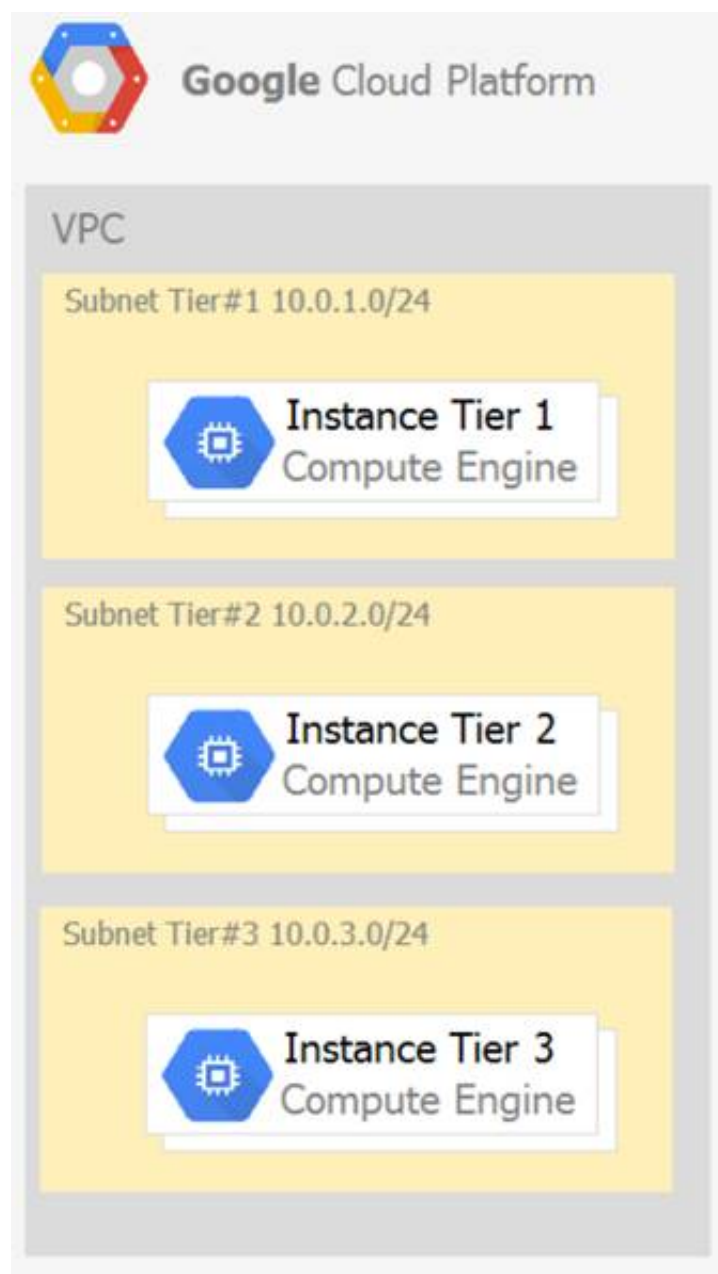 Google Cloud Platform
VPC
Subnet Tier#1 10.0.1.0/24
Instance Tier 1
Compute Engine
Subnet Tier#2 10.0.2.0/24
Instance Tier 2
Compute Engine
Subnet Tier#3 10.0.3.0/24
Instance Tier 3
Compute Engine